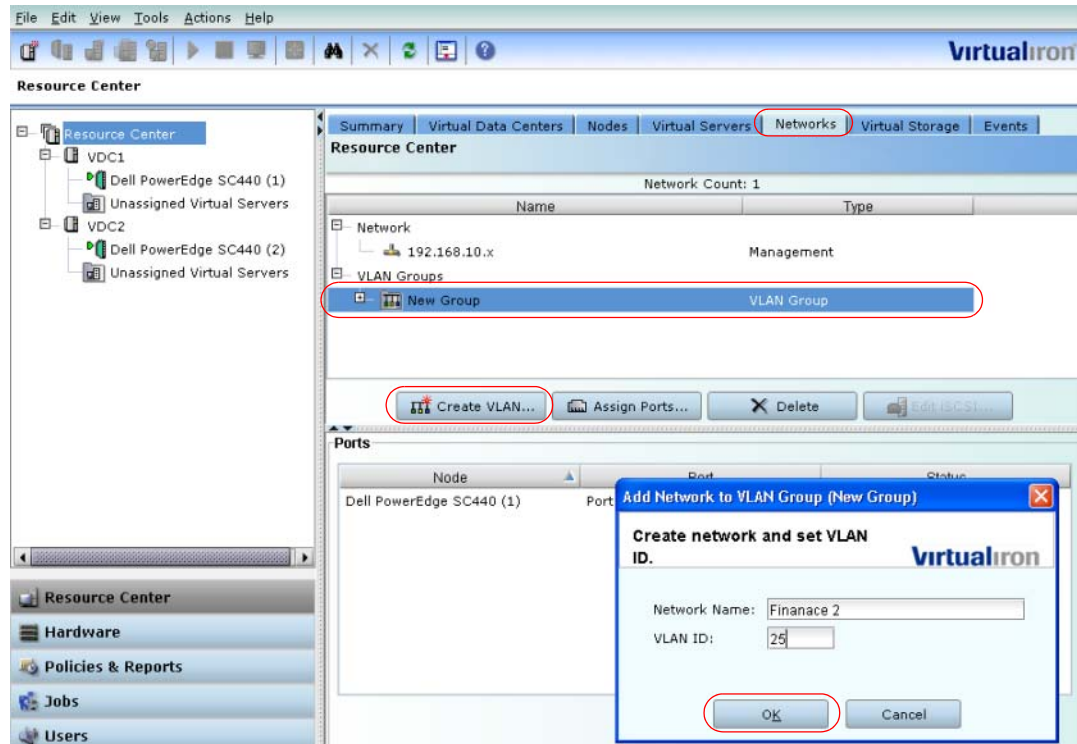 File Edit View Tools Actions Help
Virtualiron
Resource Center
Resource Center
VDC1
Dell PowerEdge SC440 (1)
Unassigned Virtual Servers
VDC2
Dell PowerEdge SC440 (2)
Unassigned Virtual Servers
Summary Virtual Data Centers Nodes Virtual Servers Networks Virtual Storage Events
Resource Center
Network Count: 1
Name Type
Network
192.168.10.x Management
VLAN Groups
New Group VLAN Group
Create VLAN... Assign Ports... Delete Edit iSCSI...
Ports
Node Port Status
Dell PowerEdge SC440 (1) Port
Add Network to VLAN Group (New Group)
Create network and set VLAN
ID.
Virtualiron
Network Name: Finanace 2
VLAN ID: 25
OK Cancel
Resource Center
Hardware
Policies & Reports
Jobs
Users